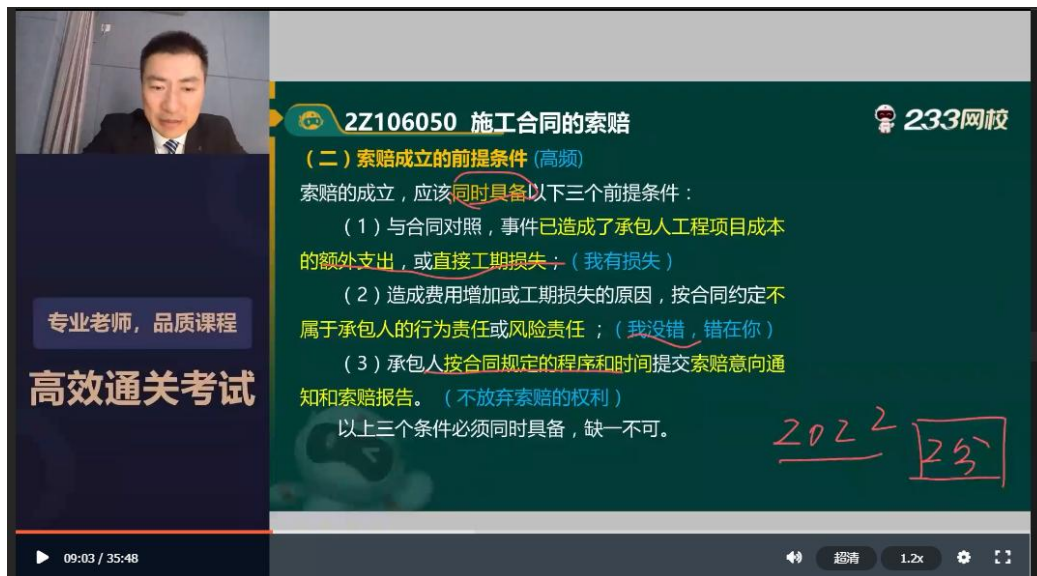 2Z106050 施工合同的索赔
233网校
（二）索赔成立的前提条件 (高频)
索赔的成立，应该同时具备以下三个前提条件：
（1）与合同对照，事件已造成了承包人工程项目成本
的额外支出，或直接工期损失；（我有损失）
（2）造成费用增加或工期损失的原因，按合同约定不
属于承包人的行为责任或风险责任 ；（我没错，错在你）
（3）承包人按合同规定的程序和时间提交索赔意向通
知和索赔报告。 （不放弃索赔的权利）
以上三个条件必须同时具备，缺一不可。
2022 2分
专业老师，品质课程
高效通关考试
09:03 / 35:48
超清
1.2x